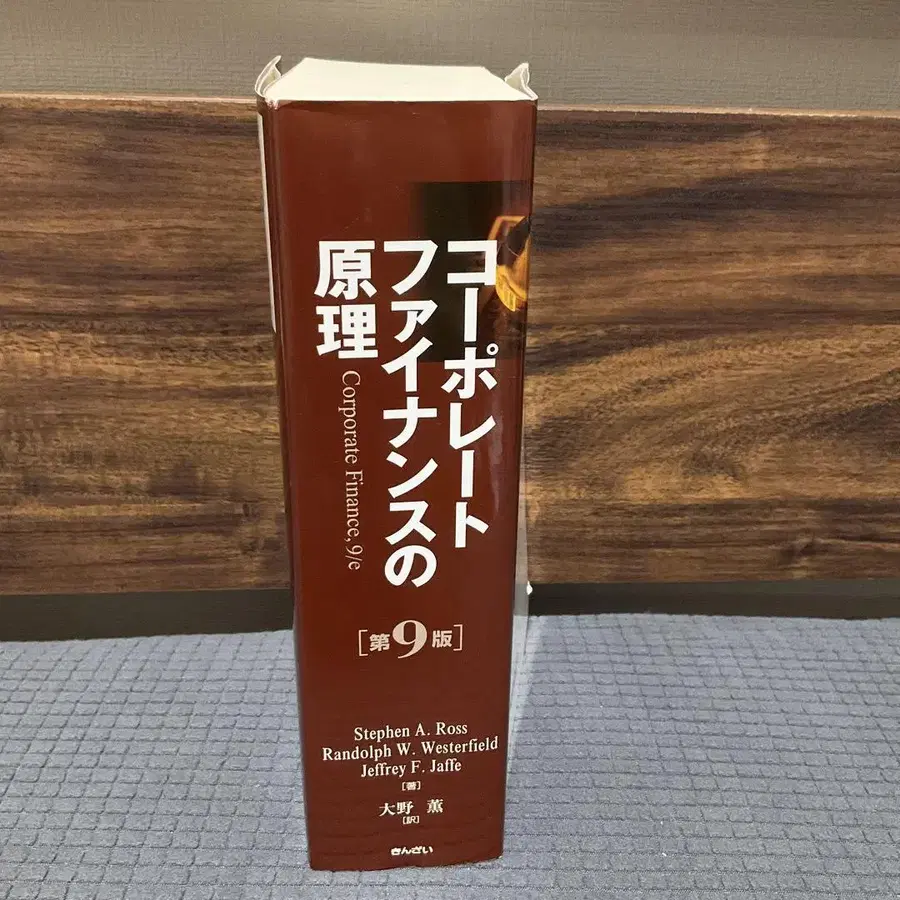 コーポレート
ファイナンスの
原理
Corporate Finance, 9/e
[第9版]
Stephen A. Ross
Randolph W. Westerfield
Jeffrey F. Jaffe
[著]
大野 薫
[訳]
きんざい